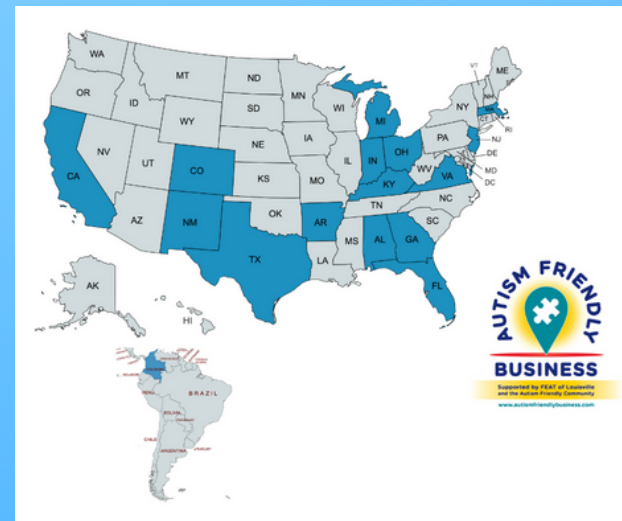 WA
MT
ND
MN
VT
ME
OR
ID
SD
WI
MI
NY
NH
MA
CT
RI
WY
NV
NE
IA
PA
NJ
UT
CO
IL
IN
OH
WV
DE
MD
DC
CA
KS
MO
KY
VA
NC
TN
AZ
NM
OK
AR
SC
MS
AL
GA
TX
LA
FL
AK
HI
BRAZIL
PERU
BOLIVIA
CHILE
ARGENTINA
URUGUAY
AUTISM FRIENDLY
BUSINESS
Supported by FEAT of Louisville
and the Autism Friendly Community
www.autismfriendlybusiness.com